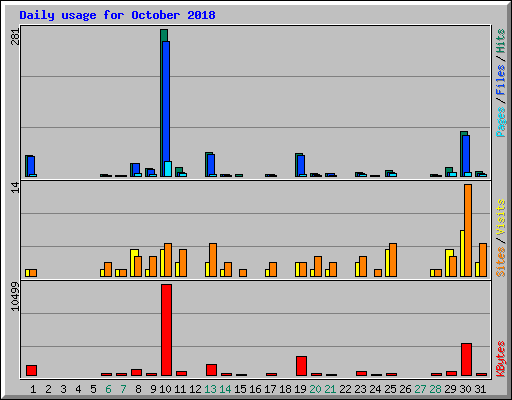 Daily usage for October 2018
281
Pages / Files / Hits
14
Sites / Visits
10499
KBytes
1 2 3 4 5 6 7 8 9 10 11 12 13 14 15 16 17 18 19 20 21 22 23 24 25 26 27 28 29 30 31